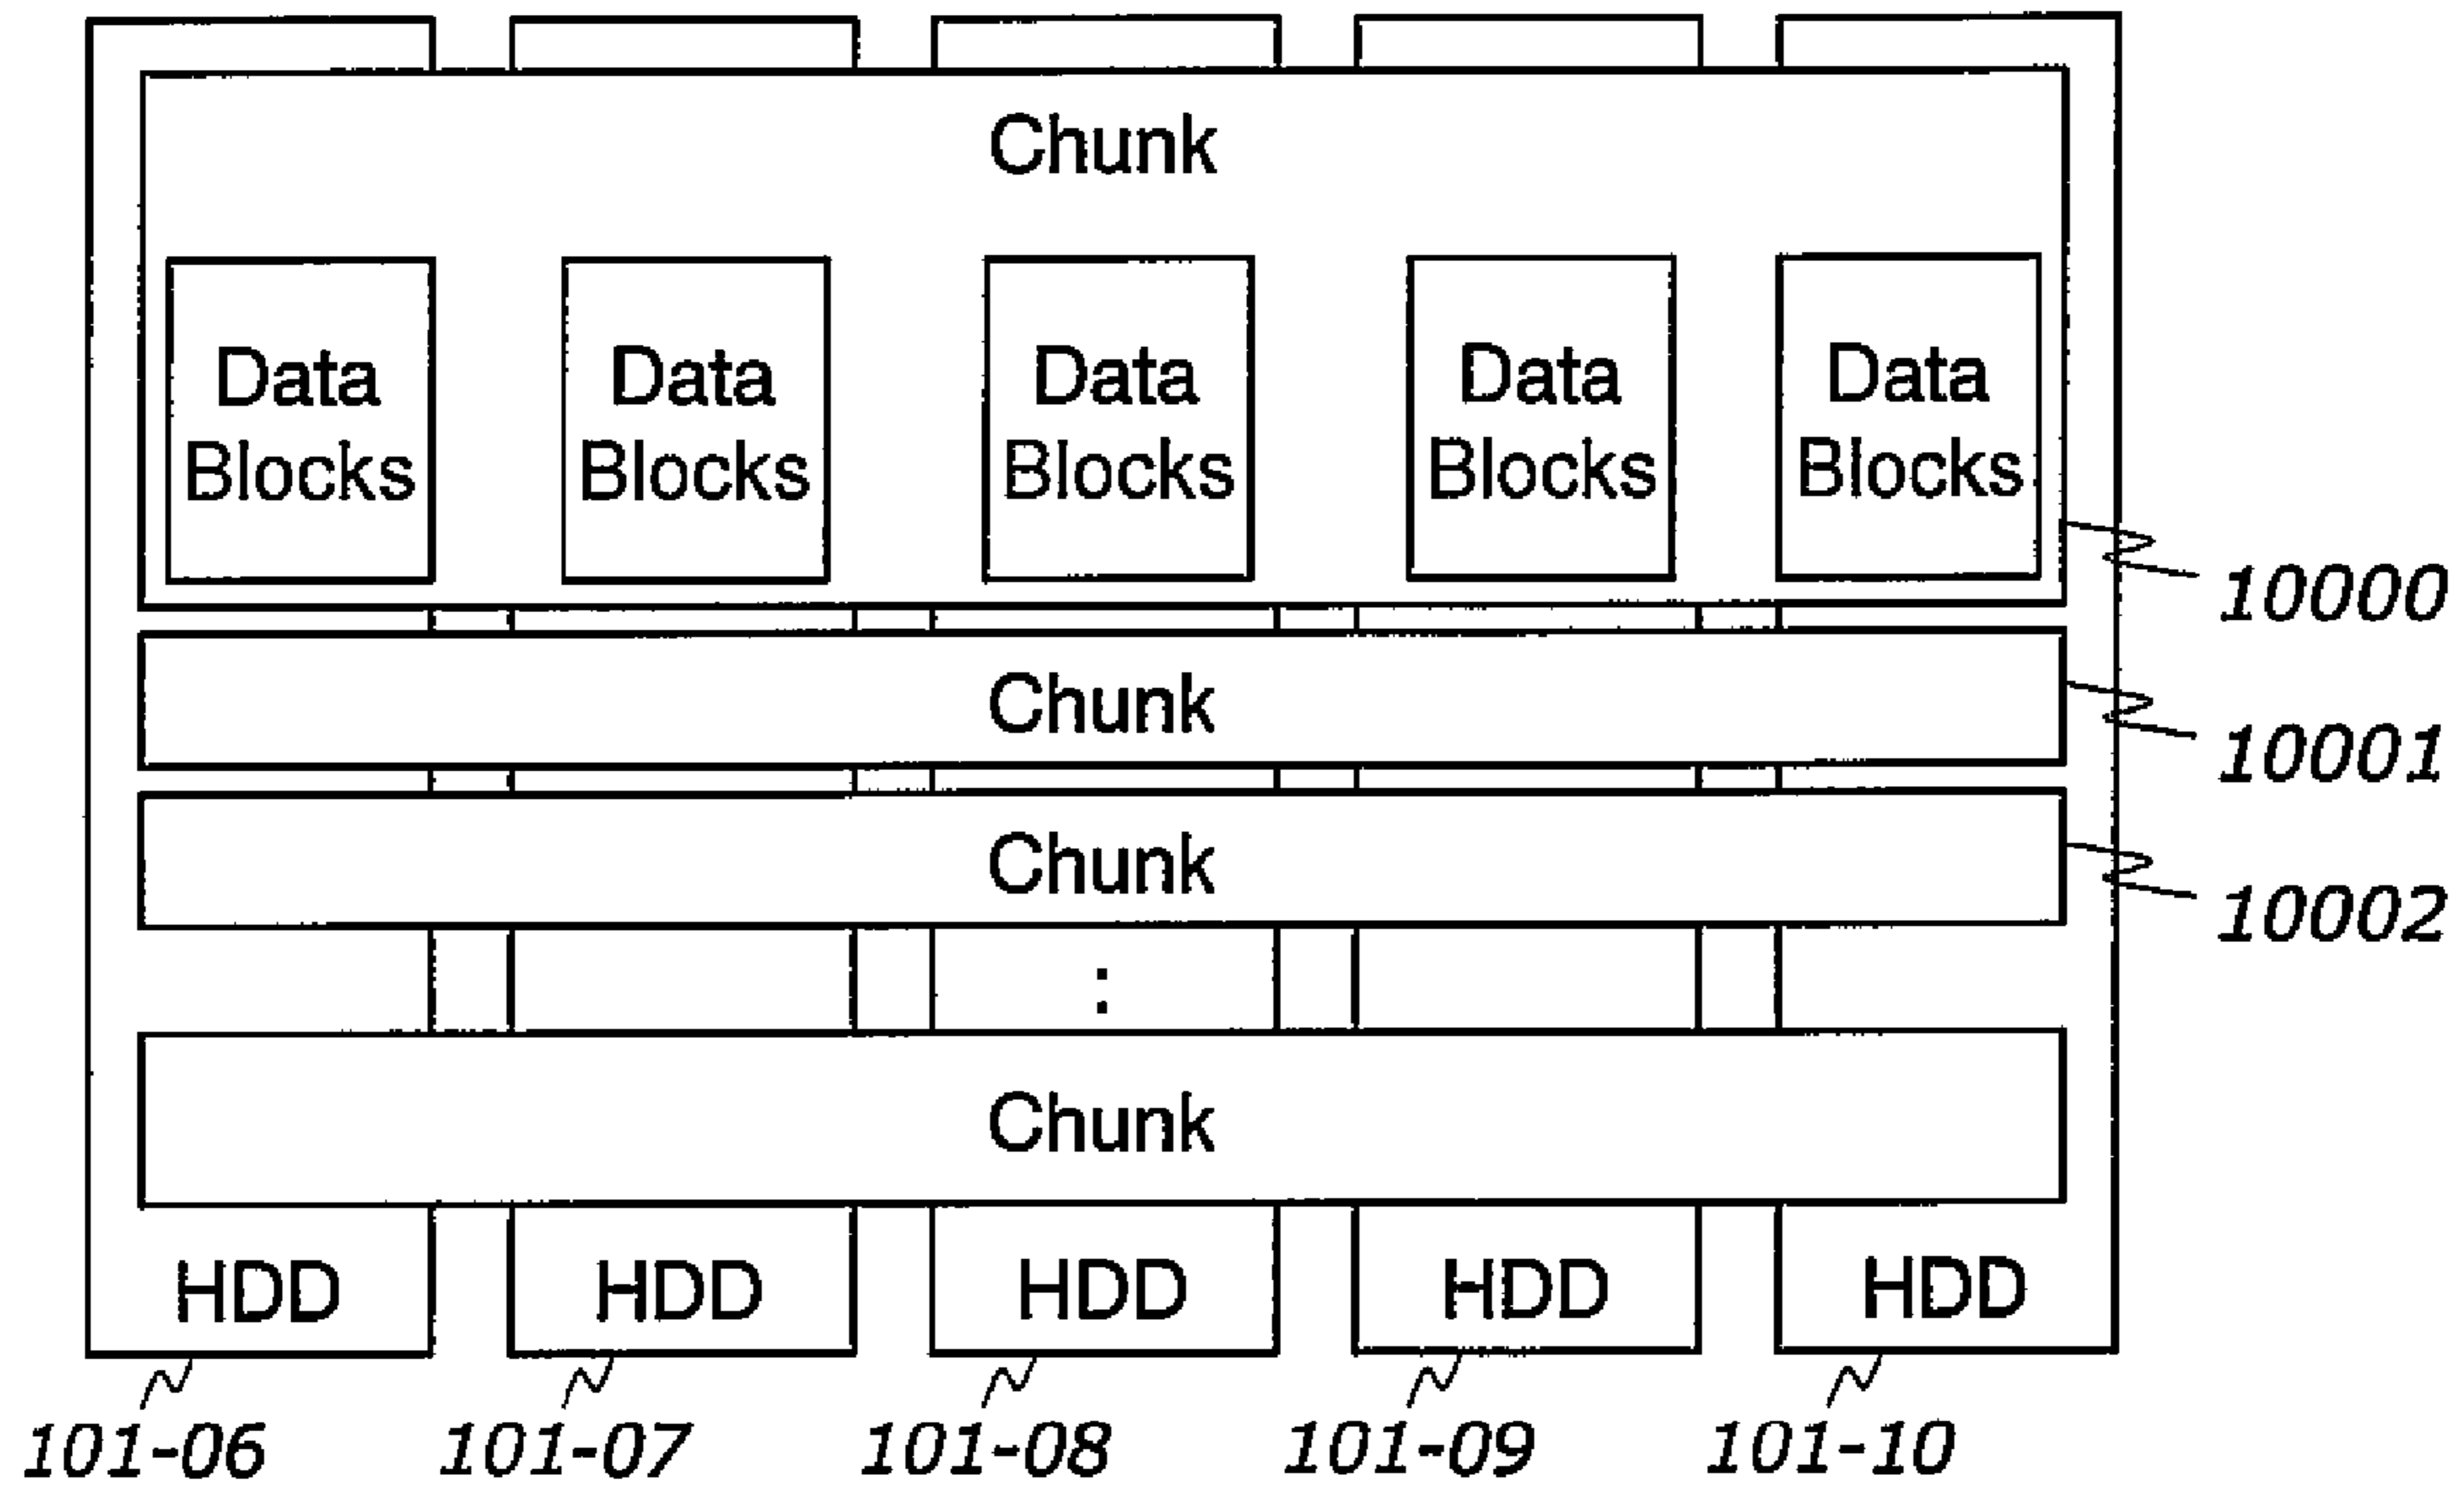 Chunk
Data Data Data Data Data
Blocks Blocks Blocks Blocks Blocks
10000
Chunk
10001
Chunk
10002
:
Chunk
HDD HDD HDD HDD HDD
101-06 101-07 101-08 101-09 101-10